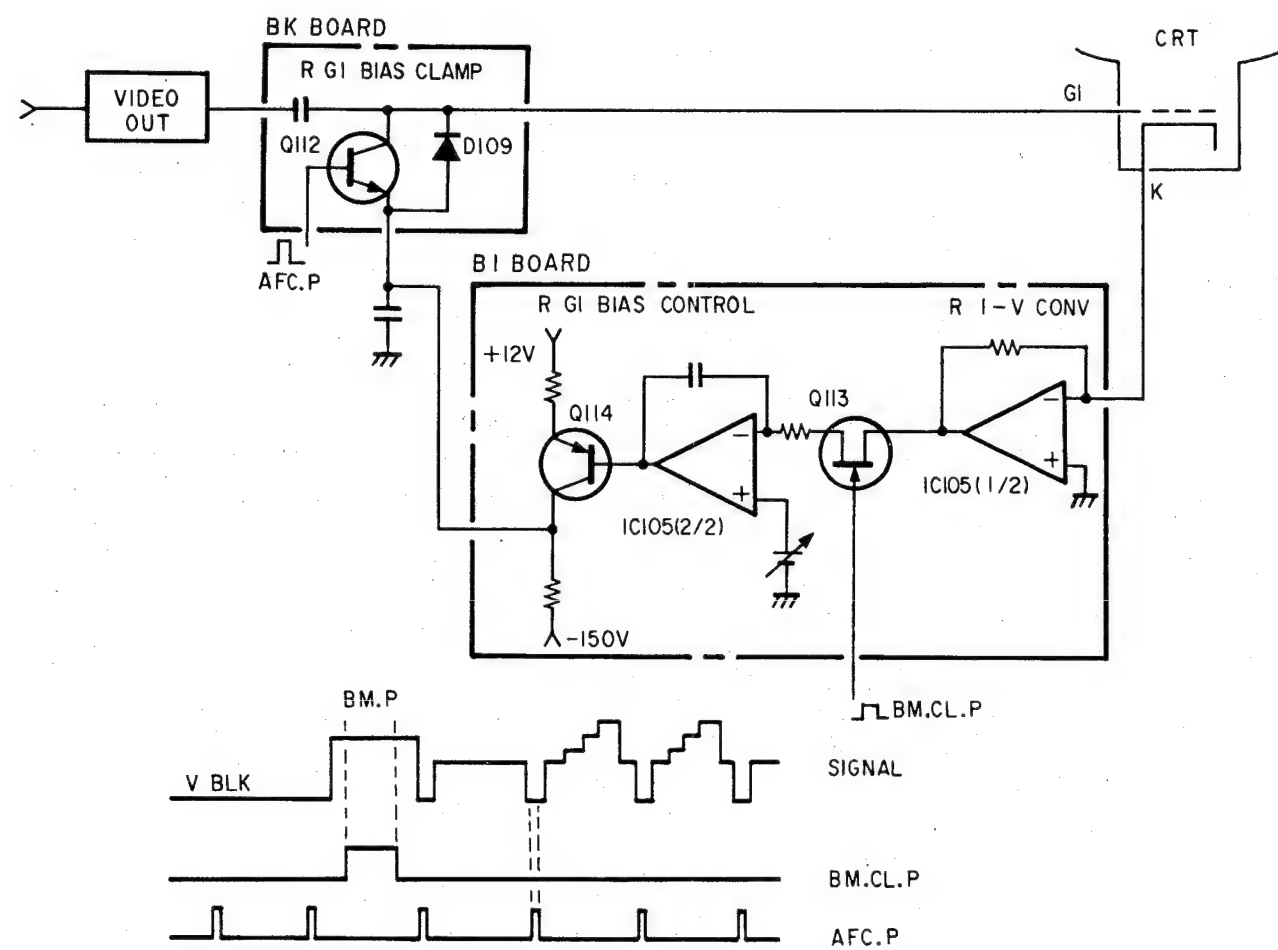 BK BOARD
R G1 BIAS CLAMP
VIDEO
OUT
Q112
D109
AFC.P
CRT
G1
K
B1 BOARD
R G1 BIAS CONTROL
R I-V CONV
+12V
Q114
Q113
-
+
IC105(2/2)
-
+
IC105(1/2)
-150V
BM.CL.P
BM.P
V BLK
SIGNAL
BM.CL.P
AFC.P